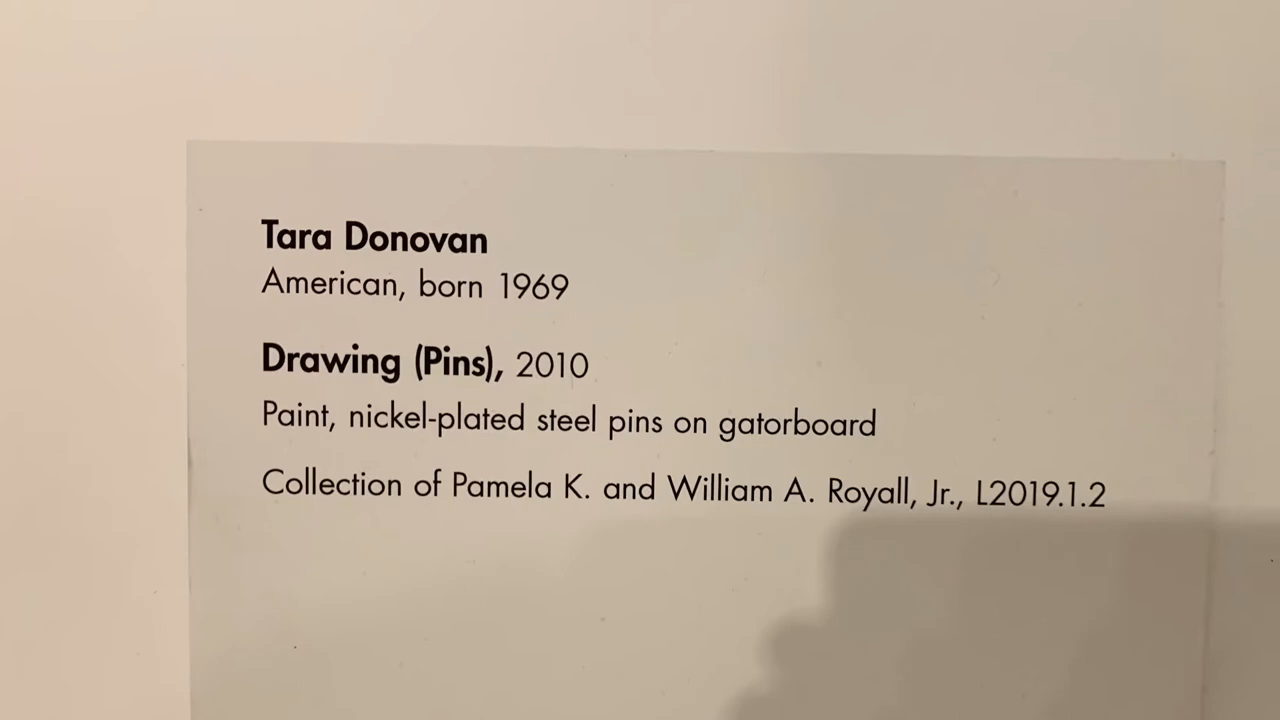 Tara Donovan
American, born 1969
Drawing (Pins), 2010
Paint, nickel-plated steel pins on gatorboard
Collection of Pamela K. and William A. Royall, Jr., L2019.1.2